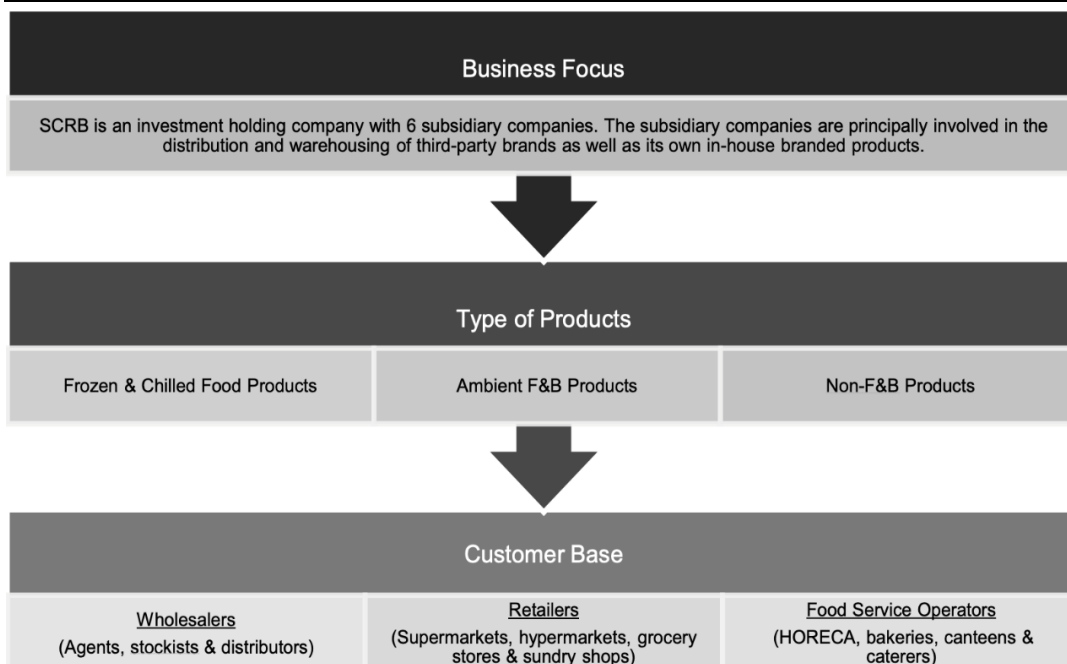 Business Focus
SCRB is an investment holding company with 6 subsidiary companies. The subsidiary companies are principally involved in the
distribution and warehousing of third-party brands as well as its own in-house branded products.
Type of Products
Frozen & Chilled Food Products
Ambient F&B Products
Non-F&B Products
Customer Base
Wholesalers
(Agents, stockists & distributors)
Retailers
(Supermarkets, hypermarkets, grocery
stores & sundry shops)
Food Service Operators
(HORECA, bakeries, canteens &
caterers)